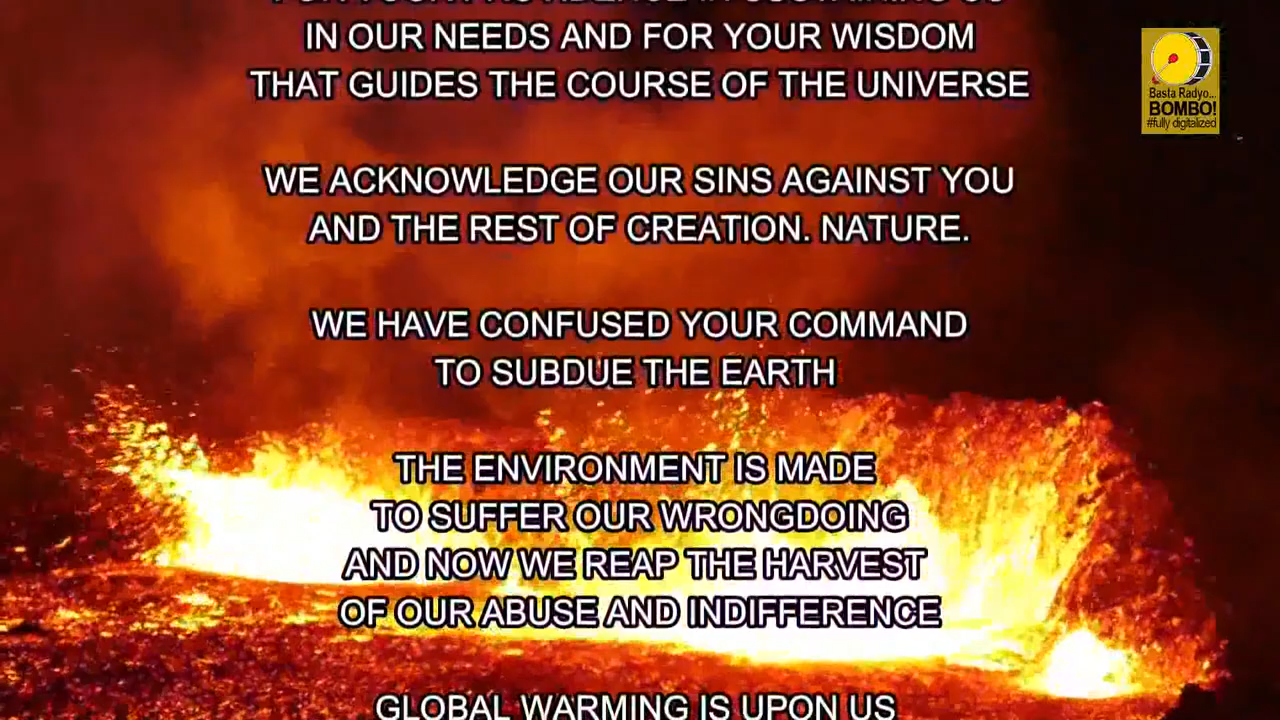 IN OUR NEEDS AND FOR YOUR WISDOM
THAT GUIDES THE COURSE OF THE UNIVERSE
WE ACKNOWLEDGE OUR SINS AGAINST YOU
AND THE REST OF CREATION. NATURE.
WE HAVE CONFUSED YOUR COMMAND
TO SUBDUE THE EARTH
THE ENVIRONMENT IS MADE
TO SUFFER OUR WRONGDOING
AND NOW WE REAP THE HARVEST
OF OUR ABUSE AND INDIFFERENCE
GLOBAL WARMING IS UPON US
Basta Radyo...
BOMBO!
#fully digitalized